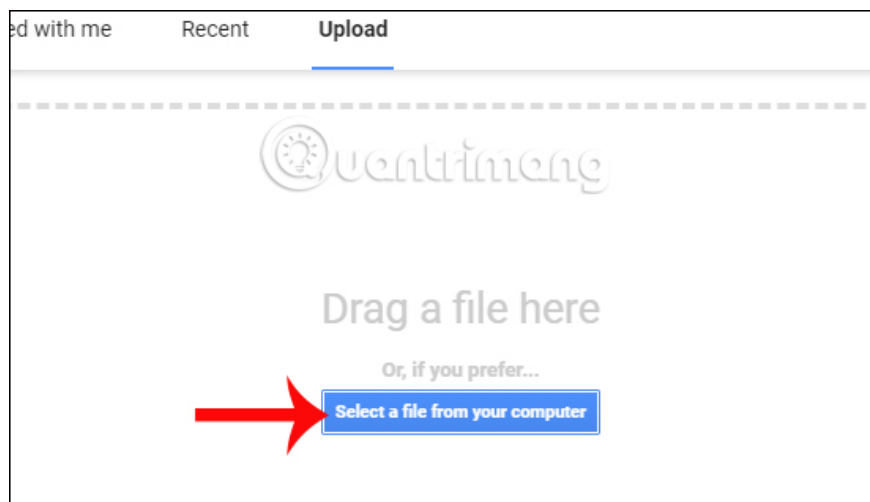 ed with me Recent Upload
Quantrimang
Drag a file here
Or, if you prefer...
Select a file from your computer